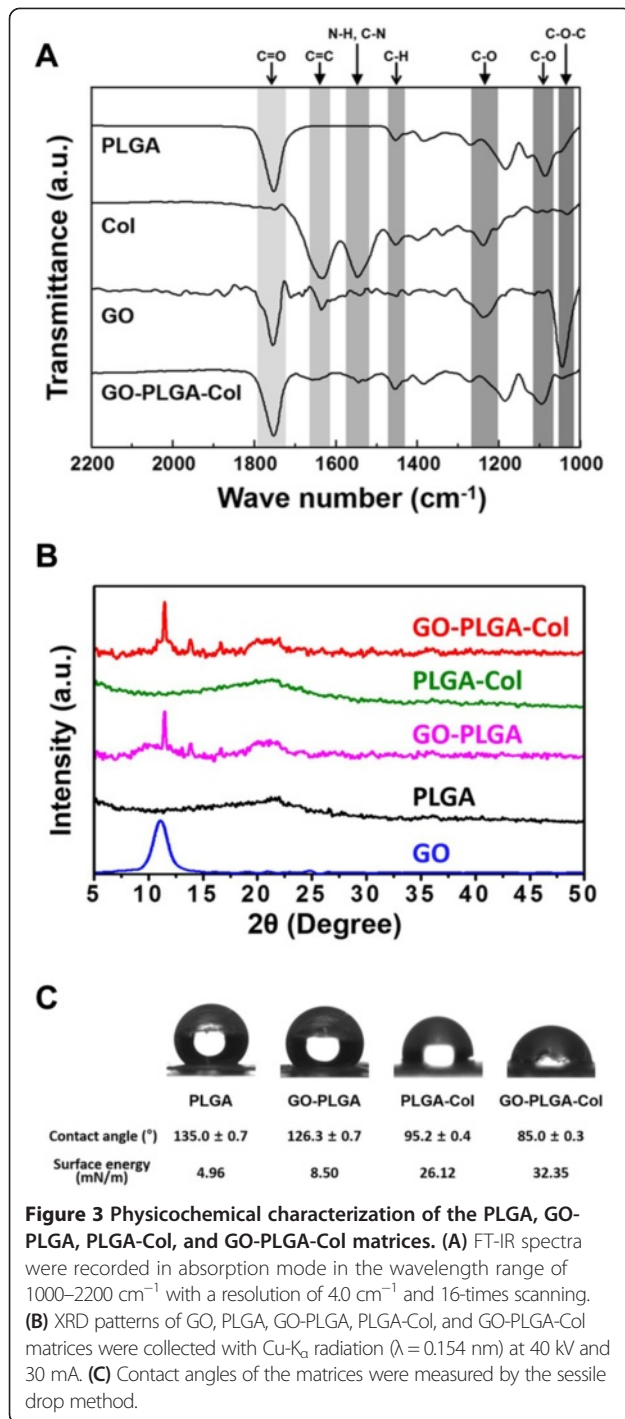 N-H, C-N C-O-C
A C=O C=C C-H C-O C-O
PLGA
Col
GO
GO-PLGA-Col
Transmittance (a.u.)
2200 2000 1800 1600 1400 1200 1000
Wave number (cm⁻¹)
B
GO-PLGA-Col
PLGA-Col
GO-PLGA
PLGA
GO
Intensity (a.u.)
5 10 15 20 25 30 35 40 45 50
2θ (Degree)
C
PLGA GO-PLGA PLGA-Col GO-PLGA-Col
Contact angle (°) 135.0 ± 0.7 126.3 ± 0.7 95.2 ± 0.4 85.0 ± 0.3
Surface energy (mN/m) 4.96 8.50 26.12 32.35
Figure 3 Physicochemical characterization of the PLGA, GO-
PLGA, PLGA-Col, and GO-PLGA-Col matrices. (A) FT-IR spectra
were recorded in absorption mode in the wavelength range of
1000–2200 cm⁻¹ with a resolution of 4.0 cm⁻¹ and 16-times scanning.
(B) XRD patterns of GO, PLGA, GO-PLGA, PLGA-Col, and GO-PLGA-Col
matrices were collected with Cu-Kα radiation (λ = 0.154 nm) at 40 kV and
30 mA. (C) Contact angles of the matrices were measured by the sessile
drop method.